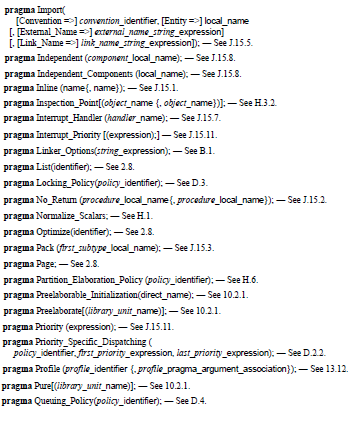 pragma Import(
[Convention =>] convention_identifier, [Entity =>] local_name
[, [External_Name =>] external_name_string_expression]
[, [Link_Name =>] link_name_string_expression]); — See J.15.5.
pragma Independent (component_local_name); — See J.15.8.
pragma Independent_Components (local_name); — See J.15.8.
pragma Inline (name{, name}); — See J.15.1.
pragma Inspection_Point[(object_name {, object_name})]; — See H.3.2.
pragma Interrupt_Handler (handler_name); — See J.15.7.
pragma Interrupt_Priority [(expression);] — See J.15.11.
pragma Linker_Options(string_expression); — See B.1.
pragma List(identifier); — See 2.8.
pragma Locking_Policy(policy_identifier); — See D.3.
pragma No_Return (procedure_local_name{, procedure_local_name}); — See J.15.2.
pragma Normalize_Scalars; — See H.1.
pragma Optimize(identifier); — See 2.8.
pragma Pack (first_subtype_local_name); — See J.15.3.
pragma Page; — See 2.8.
pragma Partition_Elaboration_Policy (policy_identifier); — See H.6.
pragma Preelaborable_Initialization(direct_name); — See 10.2.1.
pragma Preelaborate[(library_unit_name)]; — See 10.2.1.
pragma Priority (expression); — See J.15.11.
pragma Priority_Specific_Dispatching (
policy_identifier, first_priority_expression, last_priority_expression); — See D.2.2.
pragma Profile (profile_identifier {, profile_pragma_argument_association}); — See 13.12.
pragma Pure[(library_unit_name)]; — See 10.2.1.
pragma Queuing_Policy(policy_identifier); — See D.4.